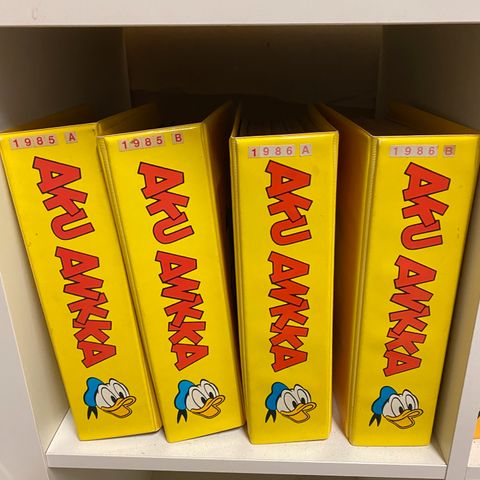 1985 A
AKU ANKKA
1985 B
AKU ANKKA
1986 A
AKU ANKKA
1986 B
AKU ANKKA